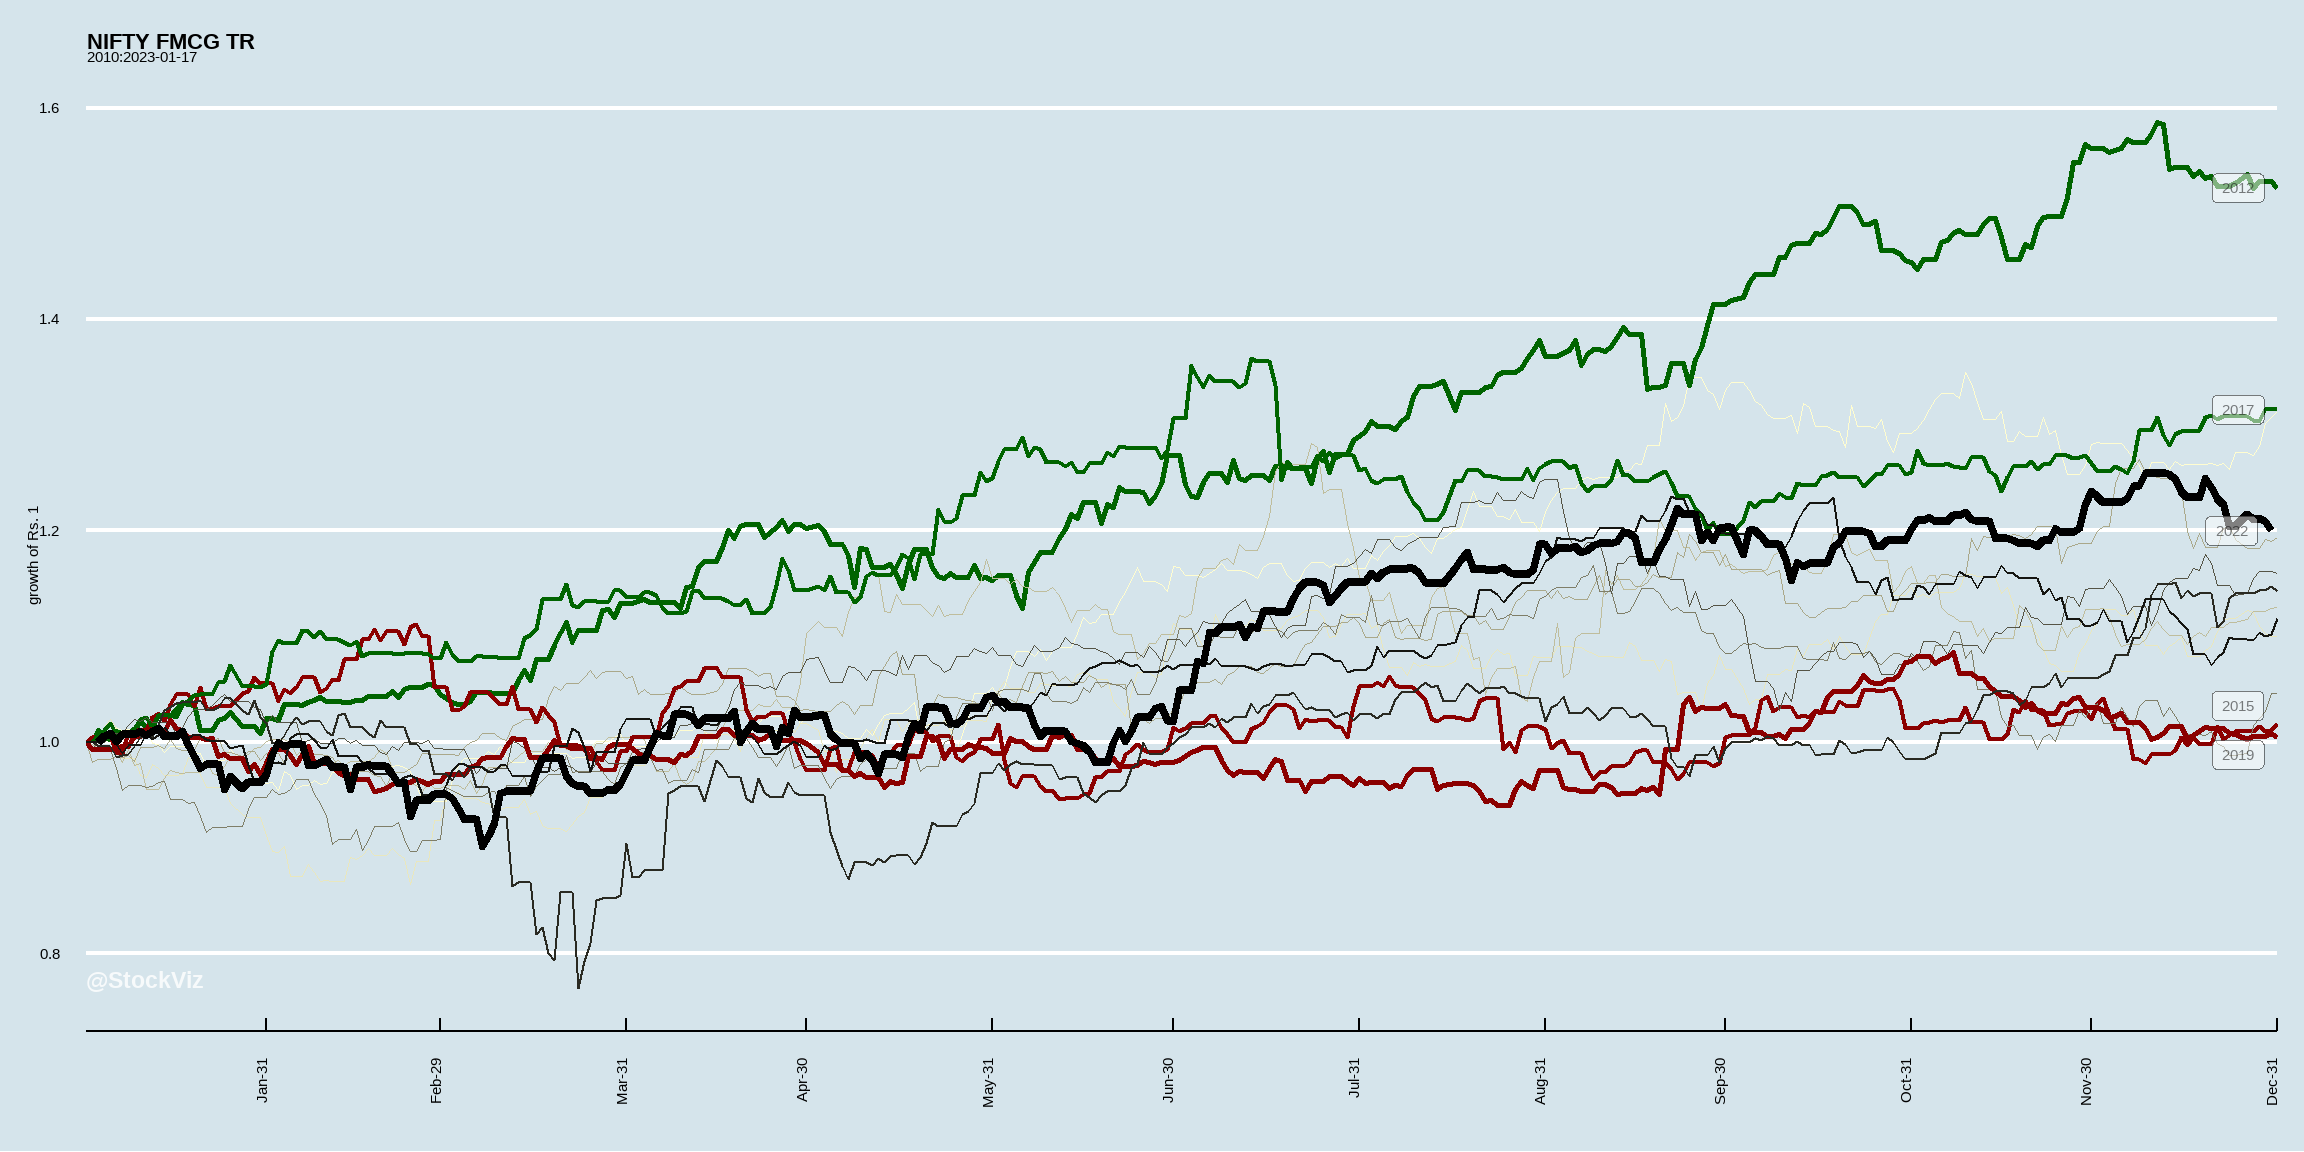 NIFTY FMCG TR
2010:2023-01-17
1.6
1.4
1.2
1.0
0.8
growth of Rs. 1
2012
2017
2022
2015
2019
@StockViz
Jan-31
Feb-29
Mar-31
Apr-30
May-31
Jun-30
Jul-31
Aug-31
Sep-30
Oct-31
Nov-30
Dec-31